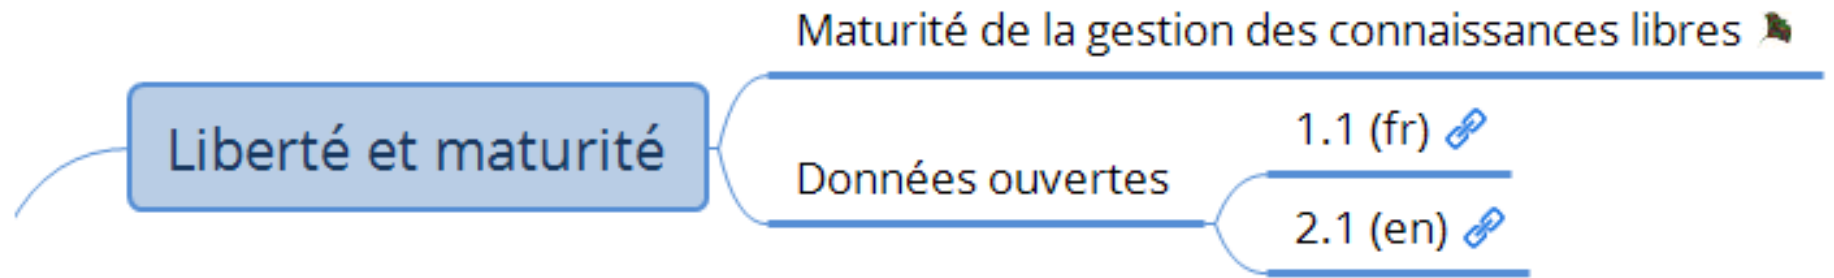 Maturité de la gestion des connaissances libres
Liberté et maturité
Données ouvertes
1.1 (fr)
2.1 (en)